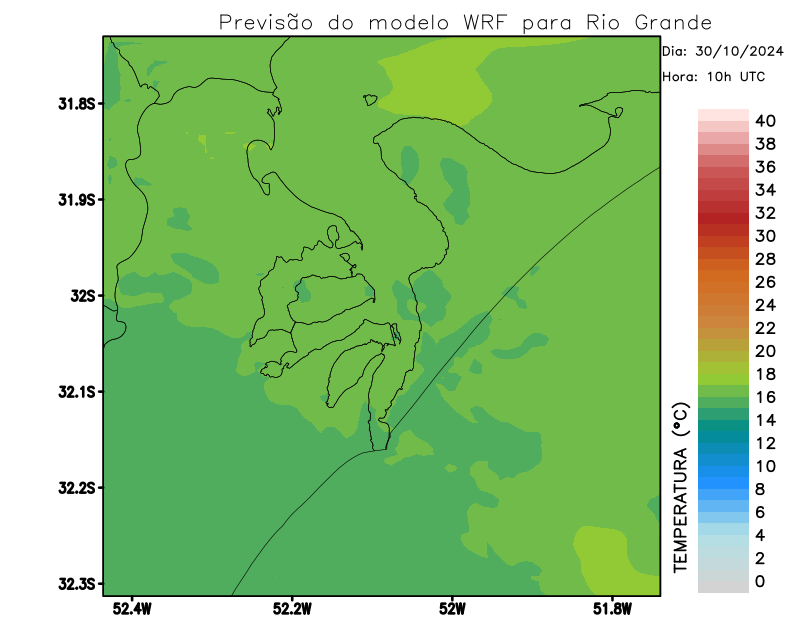 Previsão do modelo WRF para Rio Grande
Dia: 30/10/2024
Hora: 10h UTC
31.8S
31.9S
32S
32.1S
32.2S
32.3S
52.4W
52.2W
52W
51.8W
TEMPERATURA (°C)
40
38
36
34
32
30
28
26
24
22
20
18
16
14
12
10
8
6
4
2
0